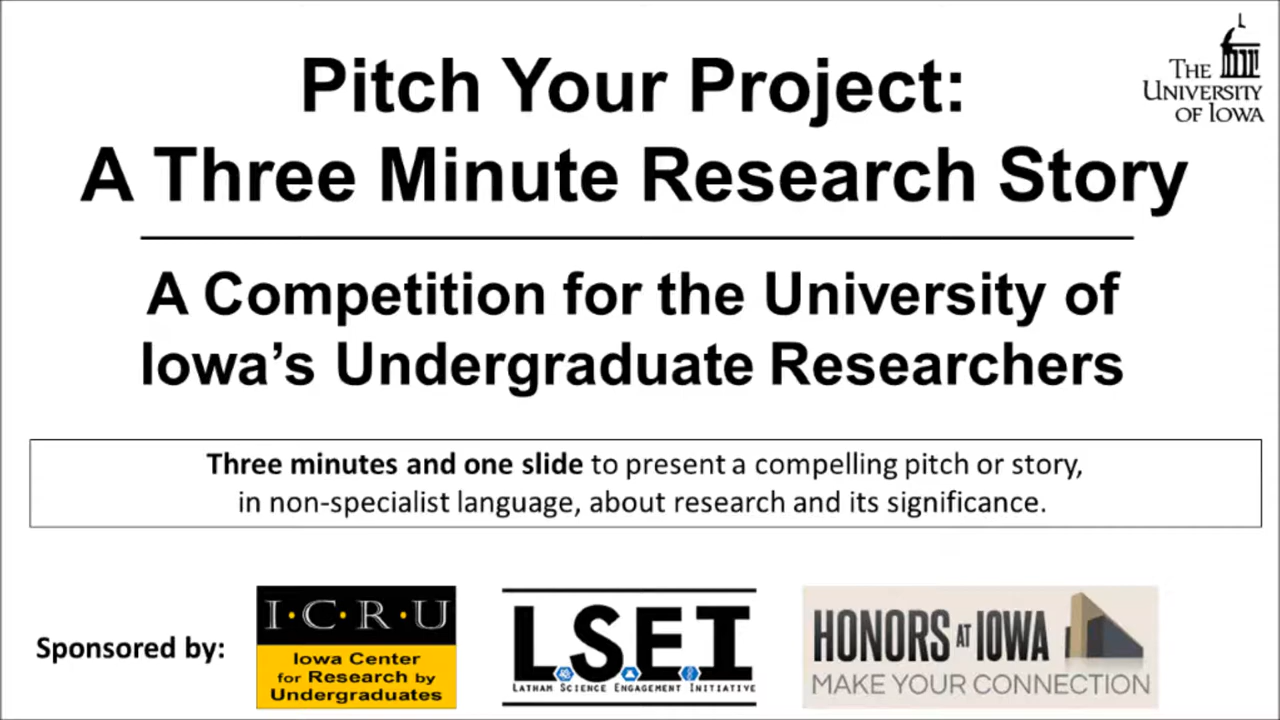 Pitch Your Project:
A Three Minute Research Story
THE
UNIVERSITY
OF IOWA
A Competition for the University of
Iowa’s Undergraduate Researchers
Three minutes and one slide to present a compelling pitch or story,
in non-specialist language, about research and its significance.
Sponsored by:
I·C·R·U
Iowa Center
for Research by
Undergraduates
L.S.E.I
LATHAM SCIENCE ENGAGEMENT INITIATIVE
HONORS AT IOWA
MAKE YOUR CONNECTION